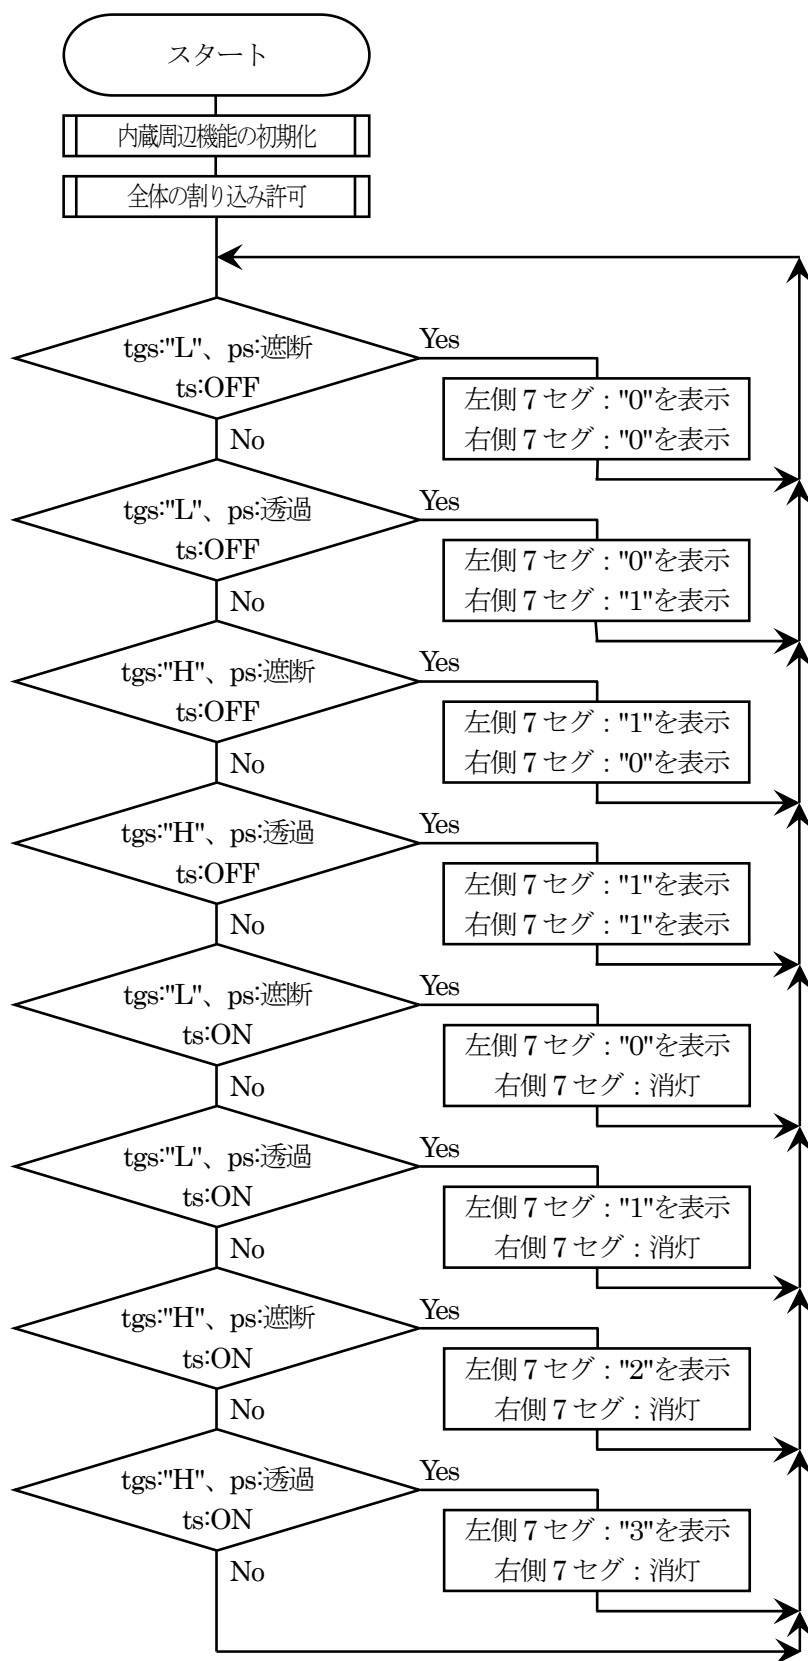 スタート
内蔵周辺機能の初期化
全体の割り込み許可
tgs:"L"、ps:遮断
ts:OFF
Yes
左側7セグ:"0"を表示
右側7セグ:"0"を表示
No
tgs:"L"、ps:透過
ts:OFF
Yes
左側7セグ:"0"を表示
右側7セグ:"1"を表示
No
tgs:"H"、ps:遮断
ts:OFF
Yes
左側7セグ:"1"を表示
右側7セグ:"0"を表示
No
tgs:"H"、ps:透過
ts:OFF
Yes
左側7セグ:"1"を表示
右側7セグ:"1"を表示
No
tgs:"L"、ps:遮断
ts:ON
Yes
左側7セグ:"0"を表示
右側7セグ:消灯
No
tgs:"L"、ps:透過
ts:ON
Yes
左側7セグ:"1"を表示
右側7セグ:消灯
No
tgs:"H"、ps:遮断
ts:ON
Yes
左側7セグ:"2"を表示
右側7セグ:消灯
No
tgs:"H"、ps:透過
ts:ON
Yes
左側7セグ:"3"を表示
右側7セグ:消灯
No